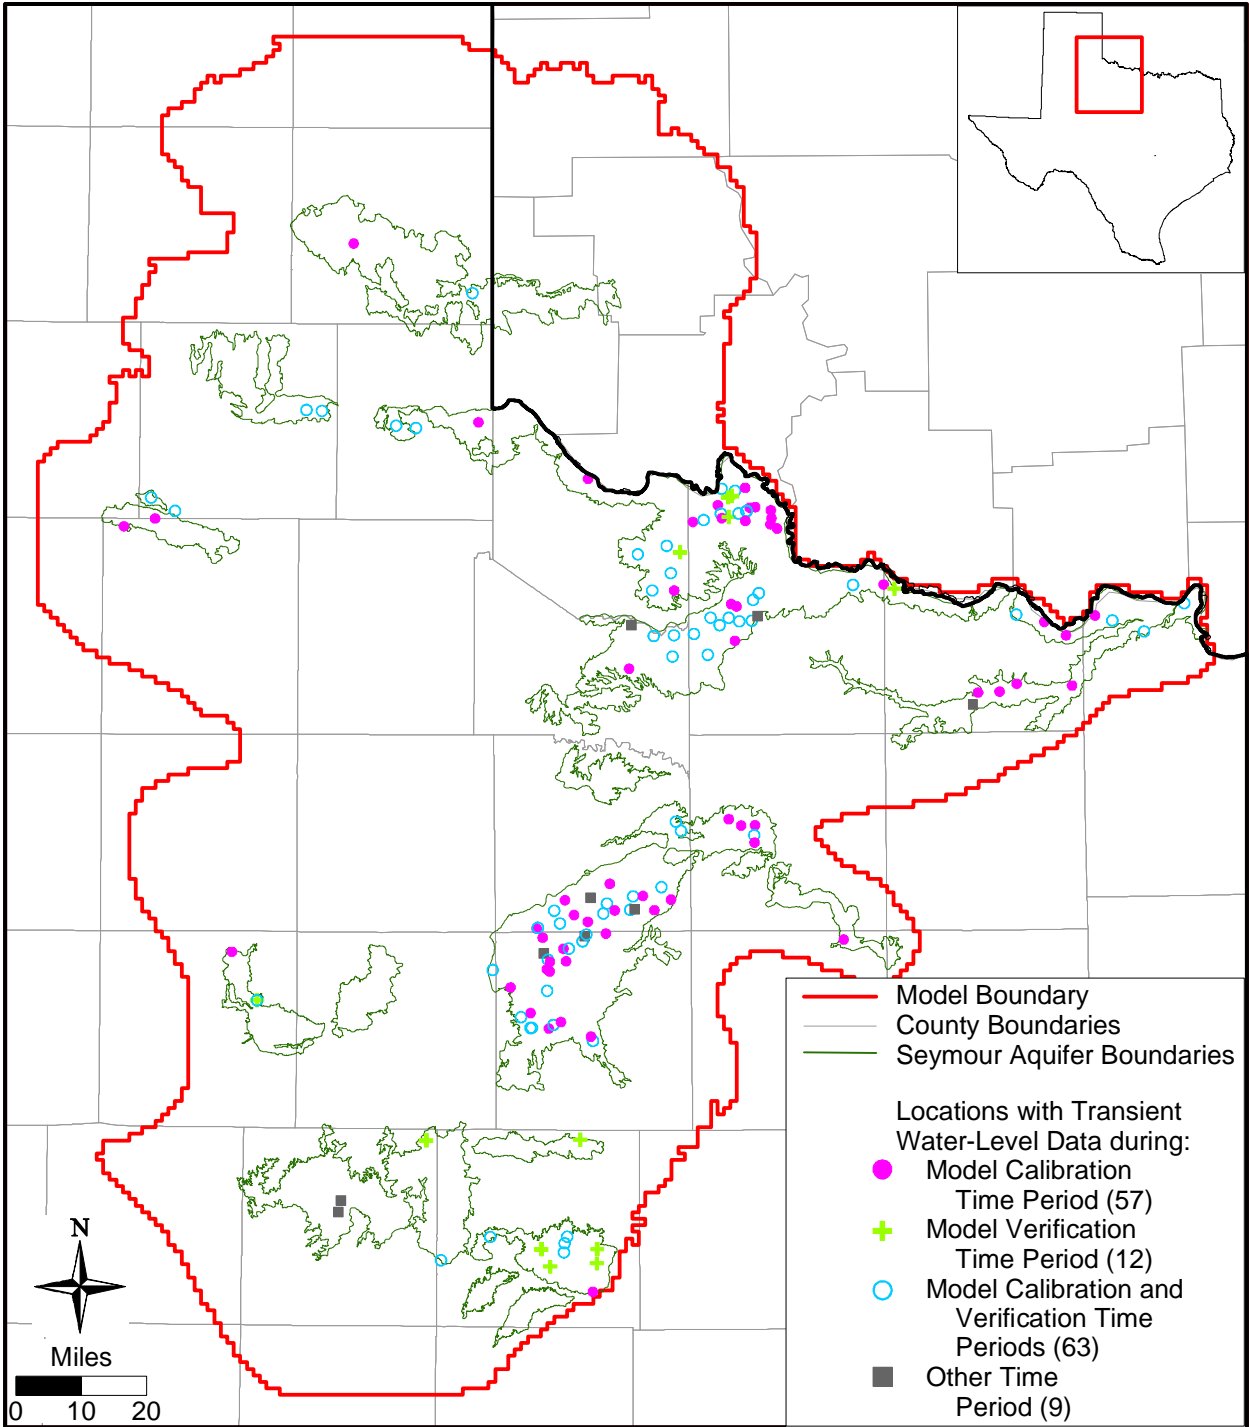 Model Boundary
County Boundaries
Seymour Aquifer Boundaries
Locations with Transient
Water-Level Data during:
Model Calibration
Time Period (57)
Model Verification
Time Period (12)
Model Calibration and
Verification Time
Periods (63)
Other Time
Period (9)
N
Miles
0 10 20